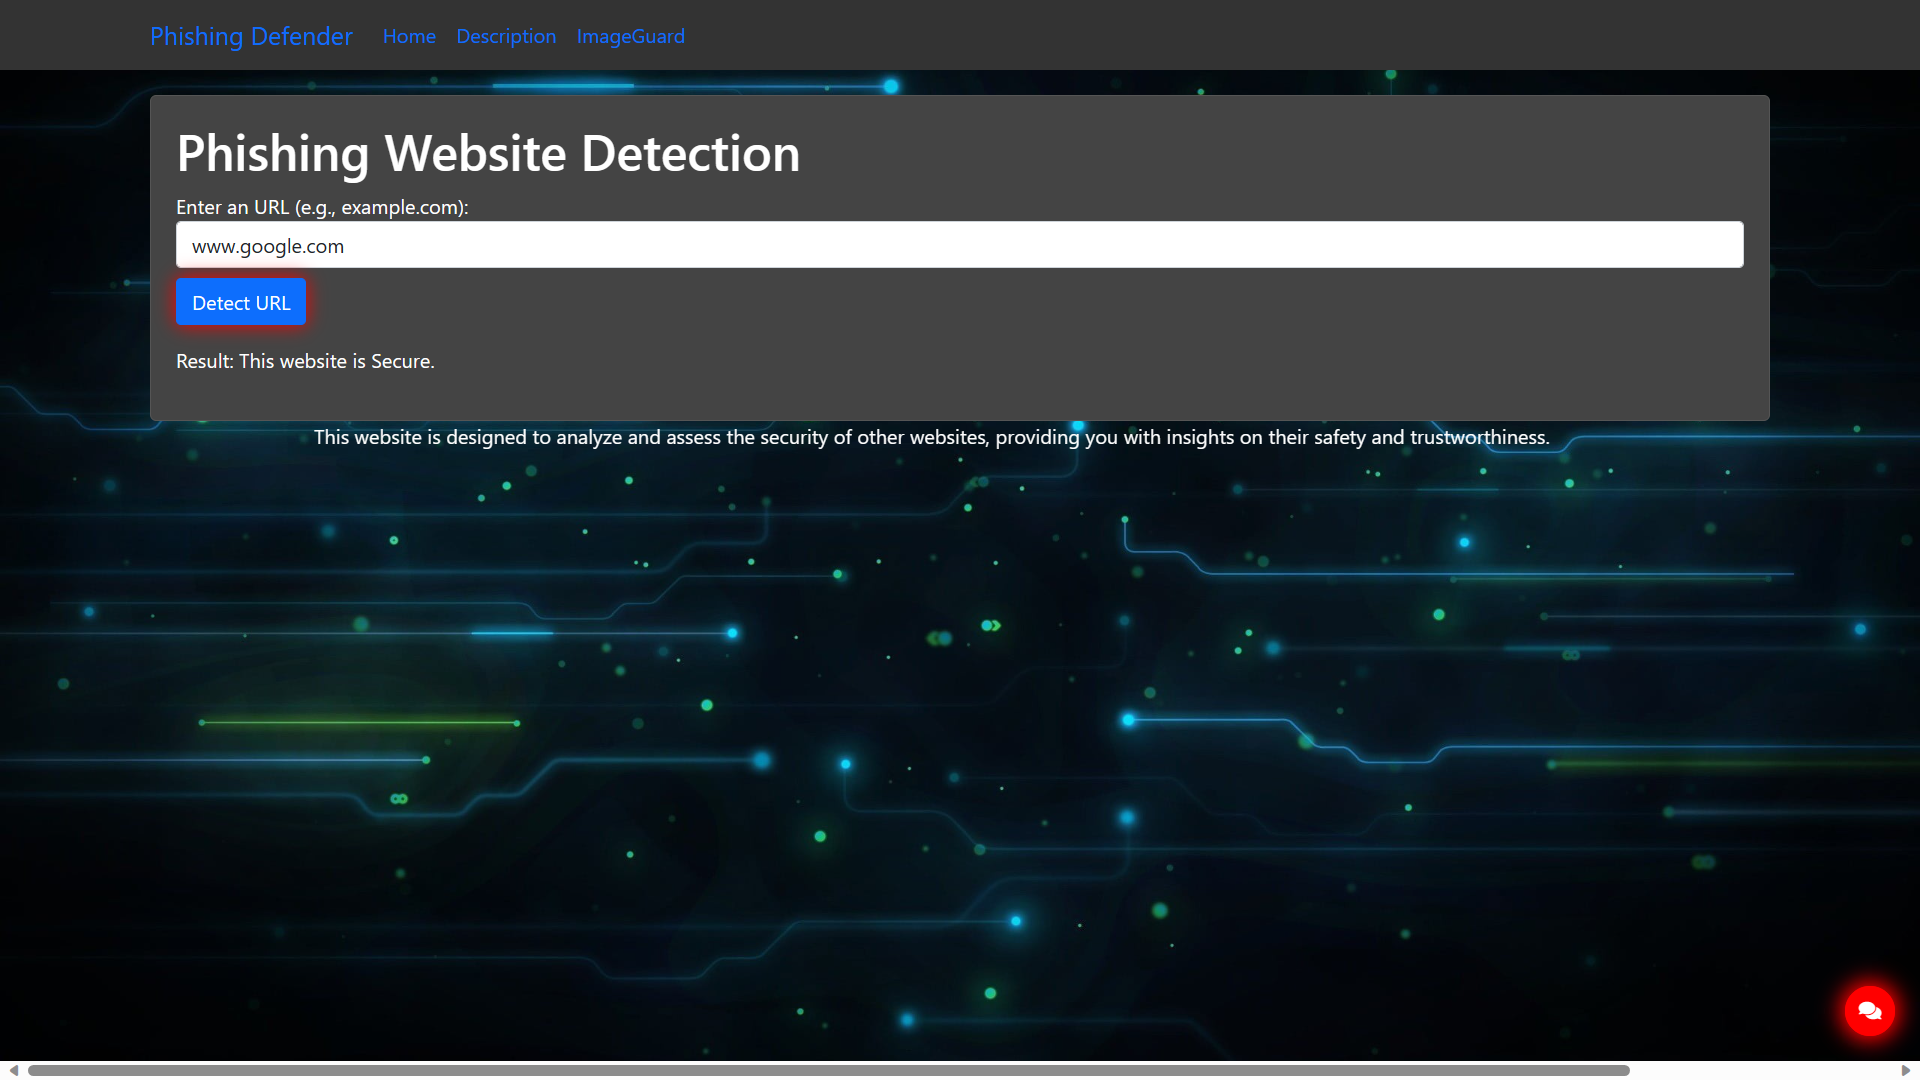 Phishing Defender Home Description ImageGuard
Phishing Website Detection
Enter an URL (e.g., example.com):
www.google.com
Detect URL
Result: This website is Secure.
This website is designed to analyze and assess the security of other websites, providing you with insights on their safety and trustworthiness.